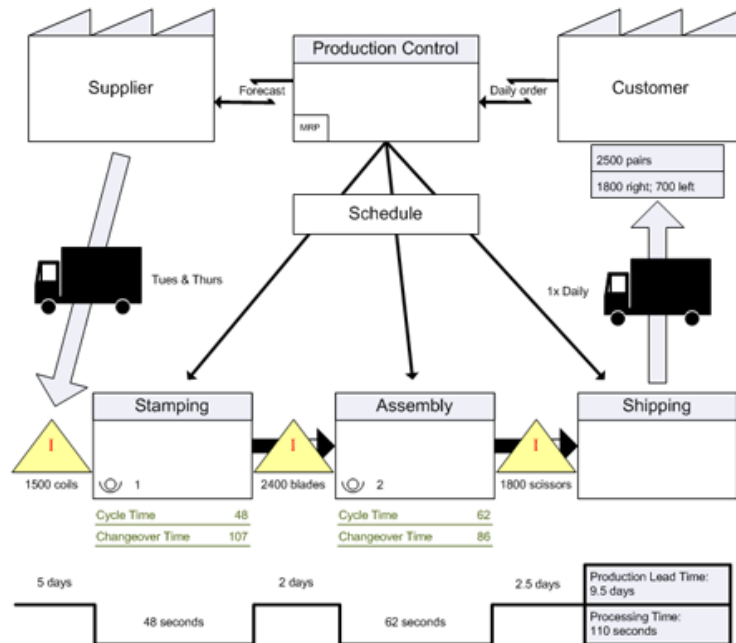 Production Control
Supplier
Customer
Forecast
Daily order
MRP
2500 pairs
1800 right; 700 left
Schedule
Tues & Thurs
1x Daily
Stamping
Assembly
Shipping
I
I
I
1
2
1500 coils
2400 blades
1800 scissors
Cycle Time 48
Changeover Time 107
Cycle Time 62
Changeover Time 86
5 days
2 days
2.5 days
Production Lead Time:
9.5 days
48 seconds
62 seconds
Processing Time:
110 seconds